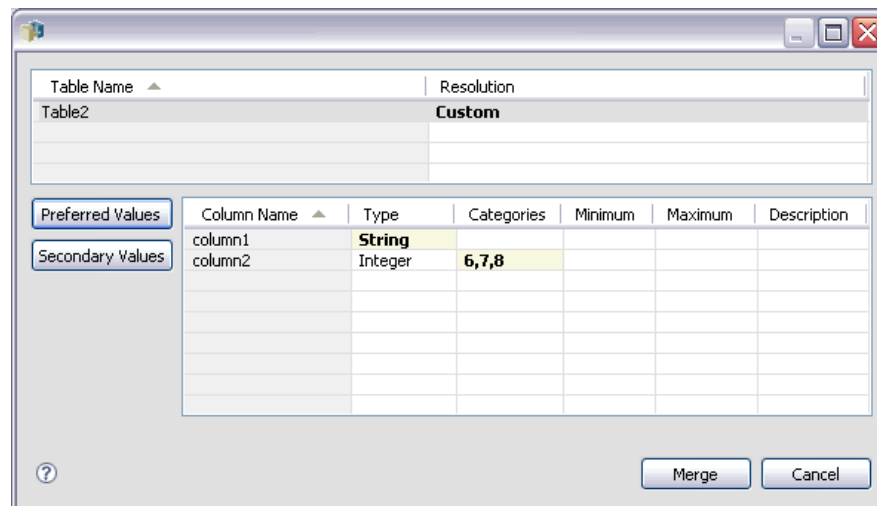 Table Name Resolution
Table2 Custom
Preferred Values
Secondary Values
Column Name Type Categories Minimum Maximum Description
column1 String
column2 Integer 6,7,8
? Merge Cancel